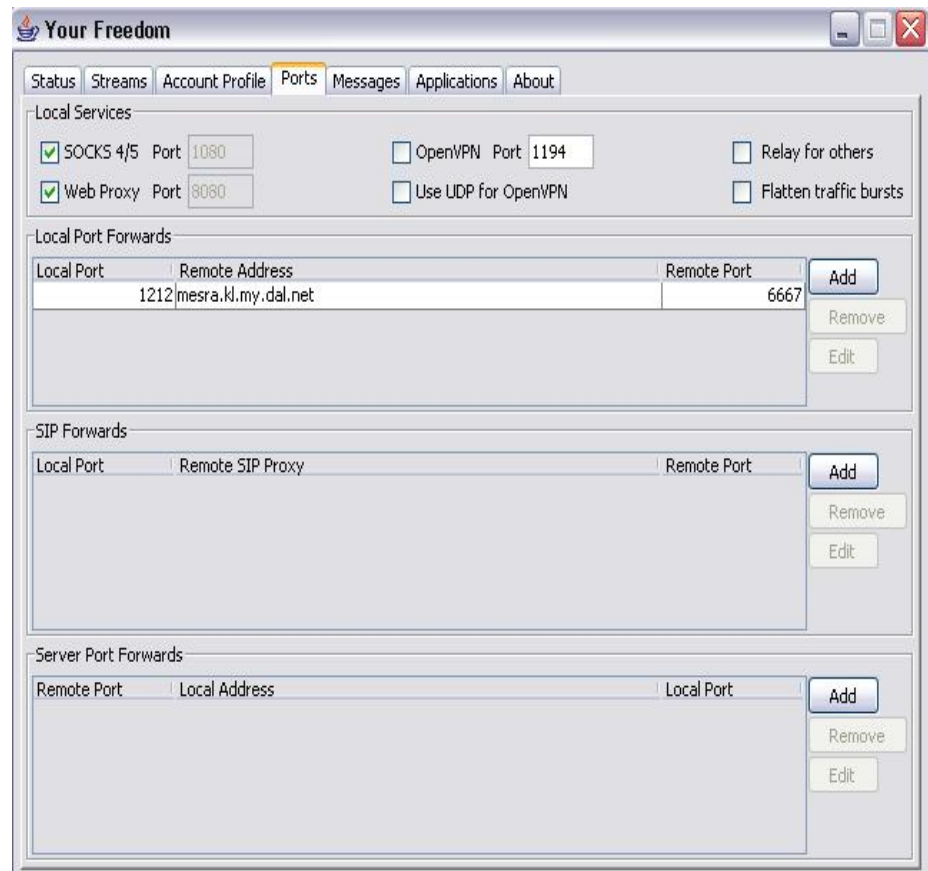 Your Freedom
Status Streams Account Profile Ports Messages Applications About
Local Services
SOCKS 4/5 Port 1080 OpenVPN Port 1194 Relay for others
Web Proxy Port 8080 Use UDP for OpenVPN Flatten traffic bursts
Local Port Forwards
Local Port Remote Address Remote Port Add
1212 mesra.kl.my.dal.net 6667
Remove
Edit
SIP Forwards
Local Port Remote SIP Proxy Remote Port Add
Remove
Edit
Server Port Forwards
Remote Port Local Address Local Port Add
Remove
Edit